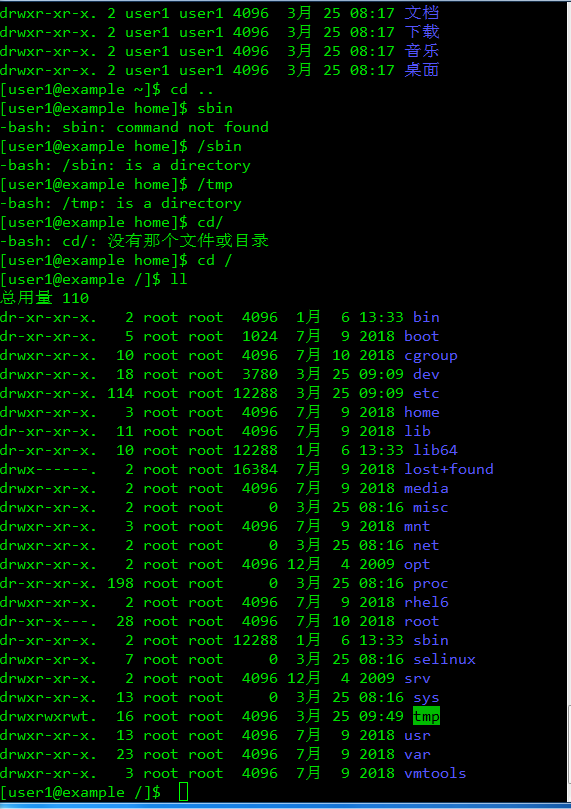 drwxr-xr-x. 2 user1 user1 4096  3月 25 08:17 文档
drwxr-xr-x. 2 user1 user1 4096  3月 25 08:17 下载
drwxr-xr-x. 2 user1 user1 4096  3月 25 08:17 音乐
drwxr-xr-x. 2 user1 user1 4096  3月 25 08:17 桌面
[user1@example ~]$ cd ..
[user1@example home]$ sbin
-bash: sbin: command not found
[user1@example home]$ /sbin
-bash: /sbin: is a directory
[user1@example home]$ /tmp
-bash: /tmp: is a directory
[user1@example home]$ cd/
-bash: cd/: 没有那个文件或目录
[user1@example home]$ cd /
[user1@example /]$ ll
总用量 110
dr-xr-xr-x.   2 root root  4096  1月  6 13:33 bin
dr-xr-xr-x.   5 root root  1024  7月  9 2018 boot
drwxr-xr-x.  10 root root  4096  7月 10 2018 cgroup
drwxr-xr-x.  18 root root  3780  3月 25 09:09 dev
drwxr-xr-x. 114 root root 12288  3月 25 09:09 etc
drwxr-xr-x.   3 root root  4096  7月  9 2018 home
dr-xr-xr-x.  11 root root  4096  7月  9 2018 lib
dr-xr-xr-x.  10 root root 12288  1月  6 13:33 lib64
drwx------.   2 root root 16384  7月  9 2018 lost+found
drwxr-xr-x.   2 root root  4096  7月  9 2018 media
drwxr-xr-x.   2 root root     0  3月 25 08:16 misc
drwxr-xr-x.   3 root root  4096  7月  9 2018 mnt
drwxr-xr-x.   2 root root     0  3月 25 08:16 net
drwxr-xr-x.   2 root root  4096 12月  4 2009 opt
dr-xr-xr-x. 198 root root     0  3月 25 08:16 proc
drwxr-xr-x.   2 root root  4096  7月  9 2018 rhel6
dr-xr-x---.  28 root root  4096  7月 10 2018 root
dr-xr-xr-x.   2 root root 12288  1月  6 13:33 sbin
drwxr-xr-x.   7 root root     0  3月 25 08:16 selinux
drwxr-xr-x.   2 root root  4096 12月  4 2009 srv
drwxr-xr-x.  13 root root     0  3月 25 08:16 sys
drwxrwxrwt.  16 root root  4096  3月 25 09:49 tmp
drwxr-xr-x.  13 root root  4096  7月  9 2018 usr
drwxr-xr-x.  23 root root  4096  7月  9 2018 var
drwxr-xr-x.   3 root root  4096  7月  9 2018 vmtools
[user1@example /]$